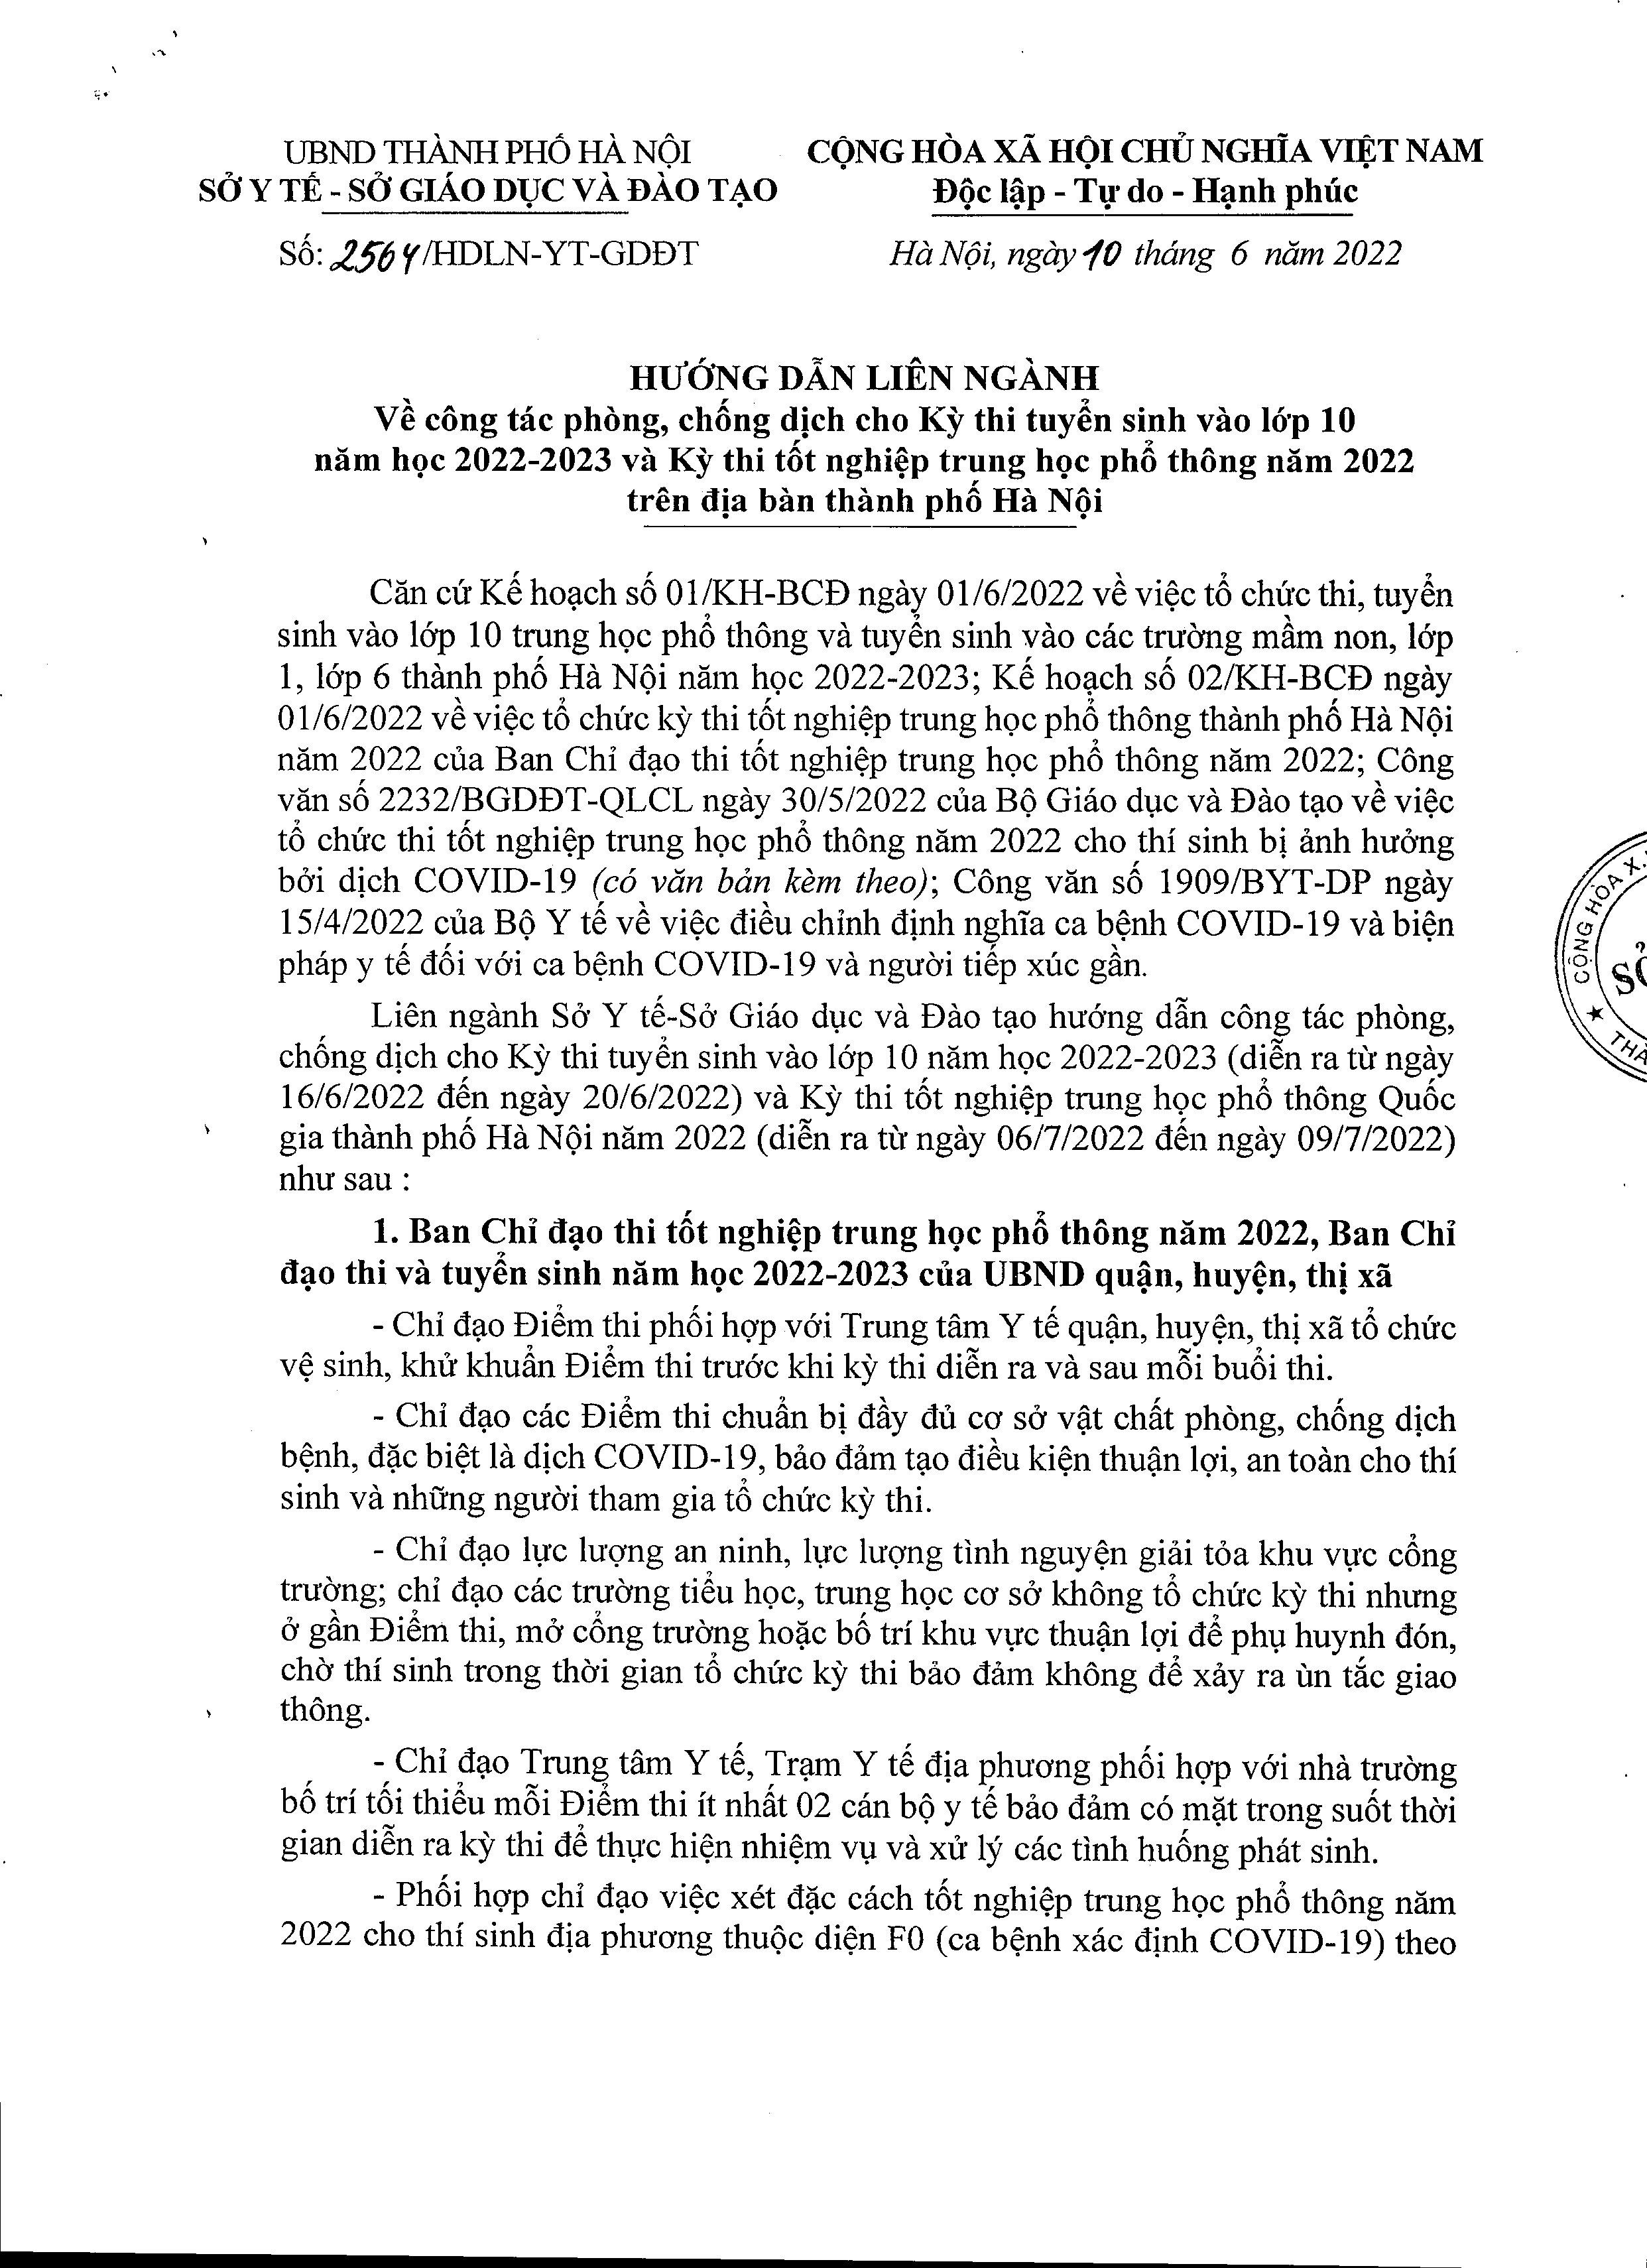 UBND THÀNH PHỐ HÀ NỘI
SỞ Y TẾ - SỞ GIÁO DỤC VÀ ĐÀO TẠO
Số: 2564/HDLN-YT-GDĐT
CỘNG HÒA XÃ HỘI CHỦ NGHĨA VIỆT NAM
Độc lập - Tự do - Hạnh phúc
Hà Nội, ngày 10 tháng 6 năm 2022
HƯỚNG DẪN LIÊN NGÀNH
Về công tác phòng, chống dịch cho Kỳ thi tuyển sinh vào lớp 10
năm học 2022-2023 và Kỳ thi tốt nghiệp trung học phổ thông năm 2022
trên địa bàn thành phố Hà Nội
Căn cứ Kế hoạch số 01/KH-BCĐ ngày 01/6/2022 về việc tổ chức thi, tuyển
sinh vào lớp 10 trung học phổ thông và tuyển sinh vào các trường mầm non, lớp
1, lớp 6 thành phố Hà Nội năm học 2022-2023; Kế hoạch số 02/KH-BCĐ ngày
01/6/2022 về việc tổ chức kỳ thi tốt nghiệp trung học phổ thông thành phố Hà Nội
năm 2022 của Ban Chỉ đạo thi tốt nghiệp trung học phổ thông năm 2022; Công
văn số 2232/BGDĐT-QLCL ngày 30/5/2022 của Bộ Giáo dục và Đào tạo về việc
tổ chức thi tốt nghiệp trung học phổ thông năm 2022 cho thí sinh bị ảnh hưởng
bởi dịch COVID-19 (có văn bản kèm theo); Công văn số 1909/BYT-DP ngày
15/4/2022 của Bộ Y tế về việc điều chỉnh định nghĩa ca bệnh COVID-19 và biện
pháp y tế đối với ca bệnh COVID-19 và người tiếp xúc gần.
Liên ngành Sở Y tế-Sở Giáo dục và Đào tạo hướng dẫn công tác phòng,
chống dịch cho Kỳ thi tuyển sinh vào lớp 10 năm học 2022-2023 (diễn ra từ ngày
16/6/2022 đến ngày 20/6/2022) và Kỳ thi tốt nghiệp trung học phổ thông Quốc
gia thành phố Hà Nội năm 2022 (diễn ra từ ngày 06/7/2022 đến ngày 09/7/2022)
như sau :
1. Ban Chỉ đạo thi tốt nghiệp trung học phổ thông năm 2022, Ban Chỉ
đạo thi và tuyển sinh năm học 2022-2023 của UBND quận, huyện, thị xã
- Chỉ đạo Điểm thi phối hợp với Trung tâm Y tế quận, huyện, thị xã tổ chức
vệ sinh, khử khuẩn Điểm thi trước khi kỳ thi diễn ra và sau mỗi buổi thi.
- Chỉ đạo các Điểm thi chuẩn bị đầy đủ cơ sở vật chất phòng, chống dịch
bệnh, đặc biệt là dịch COVID-19, bảo đảm tạo điều kiện thuận lợi, an toàn cho thí
sinh và những người tham gia tổ chức kỳ thi.
- Chỉ đạo lực lượng an ninh, lực lượng tình nguyện giải tỏa khu vực cổng
trường; chỉ đạo các trường tiểu học, trung học cơ sở không tổ chức kỳ thi nhưng
ở gần Điểm thi, mở cổng trường hoặc bố trí khu vực thuận lợi để phụ huynh đón,
chờ thí sinh trong thời gian tổ chức kỳ thi bảo đảm không để xảy ra ùn tắc giao
thông.
- Chỉ đạo Trung tâm Y tế, Trạm Y tế địa phương phối hợp với nhà trường
bố trí tối thiểu mỗi Điểm thi ít nhất 02 cán bộ y tế bảo đảm có mặt trong suốt thời
gian diễn ra kỳ thi để thực hiện nhiệm vụ và xử lý các tình huống phát sinh.
- Phối hợp chỉ đạo việc xét đặc cách tốt nghiệp trung học phổ thông năm
2022 cho thí sinh địa phương thuộc diện F0 (ca bệnh xác định COVID-19) theo
CỘNG HÒA X.